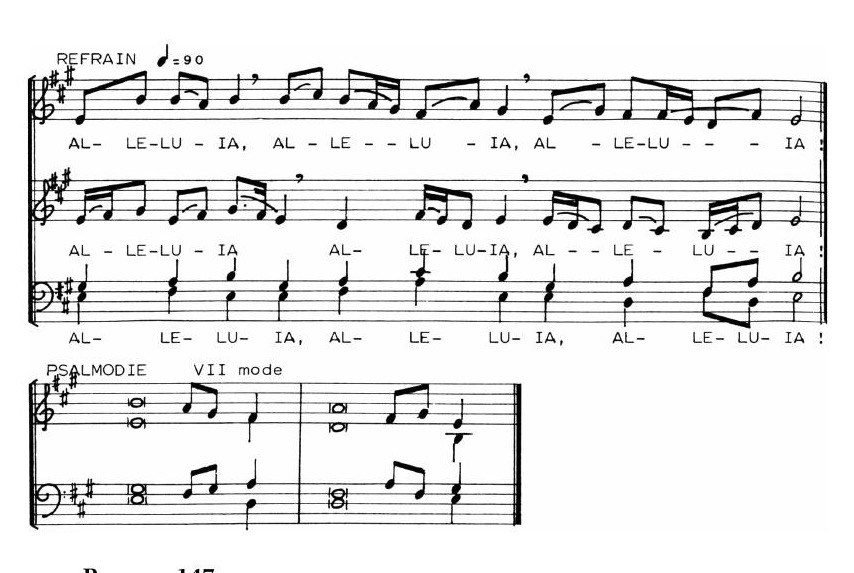 REFRAIN ♩=90
AL- LE-LU - IA, AL - LE - - LU - IA, AL - LE-LU - - - IA :
AL - LE-LU - IA AL- LE- LU-IA, AL - - LE - LU - - IA :
AL- LE- LU- IA, AL- LE- LU- IA, AL- LE- LU- IA :
PSALMODIE VII mode
147